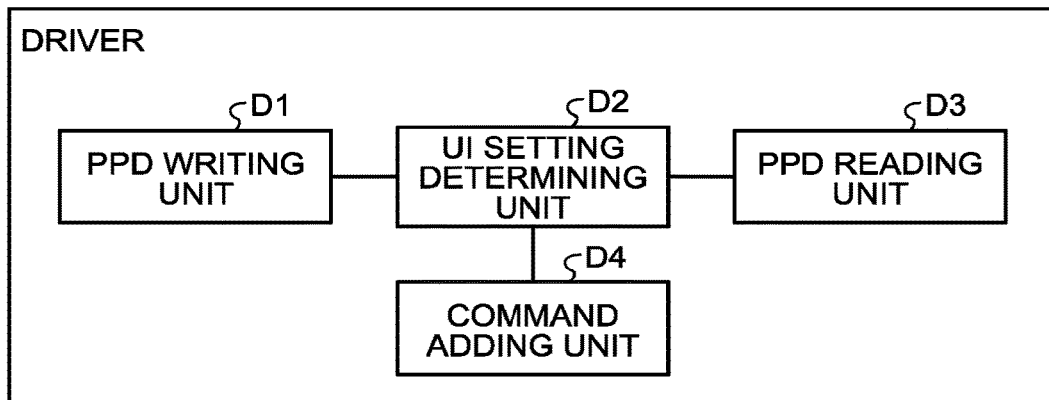 DRIVER
D1
D2
D3
PPD WRITING
UNIT
UI SETTING
DETERMINING
UNIT
PPD READING
UNIT
D4
COMMAND
ADDING UNIT